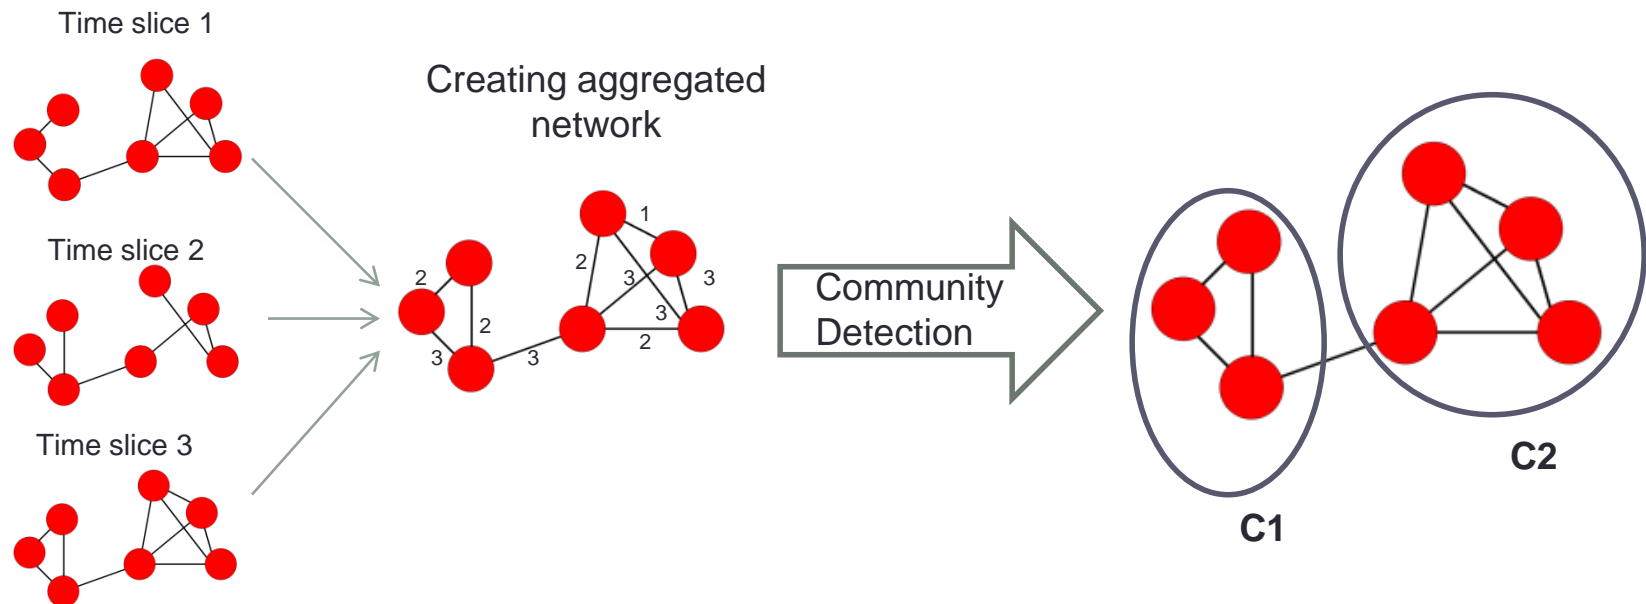 Time slice 1
Time slice 2
Time slice 3
Creating aggregated
network
1
2
2
3
3
2
3
3
3
2
Community
Detection
C1
C2